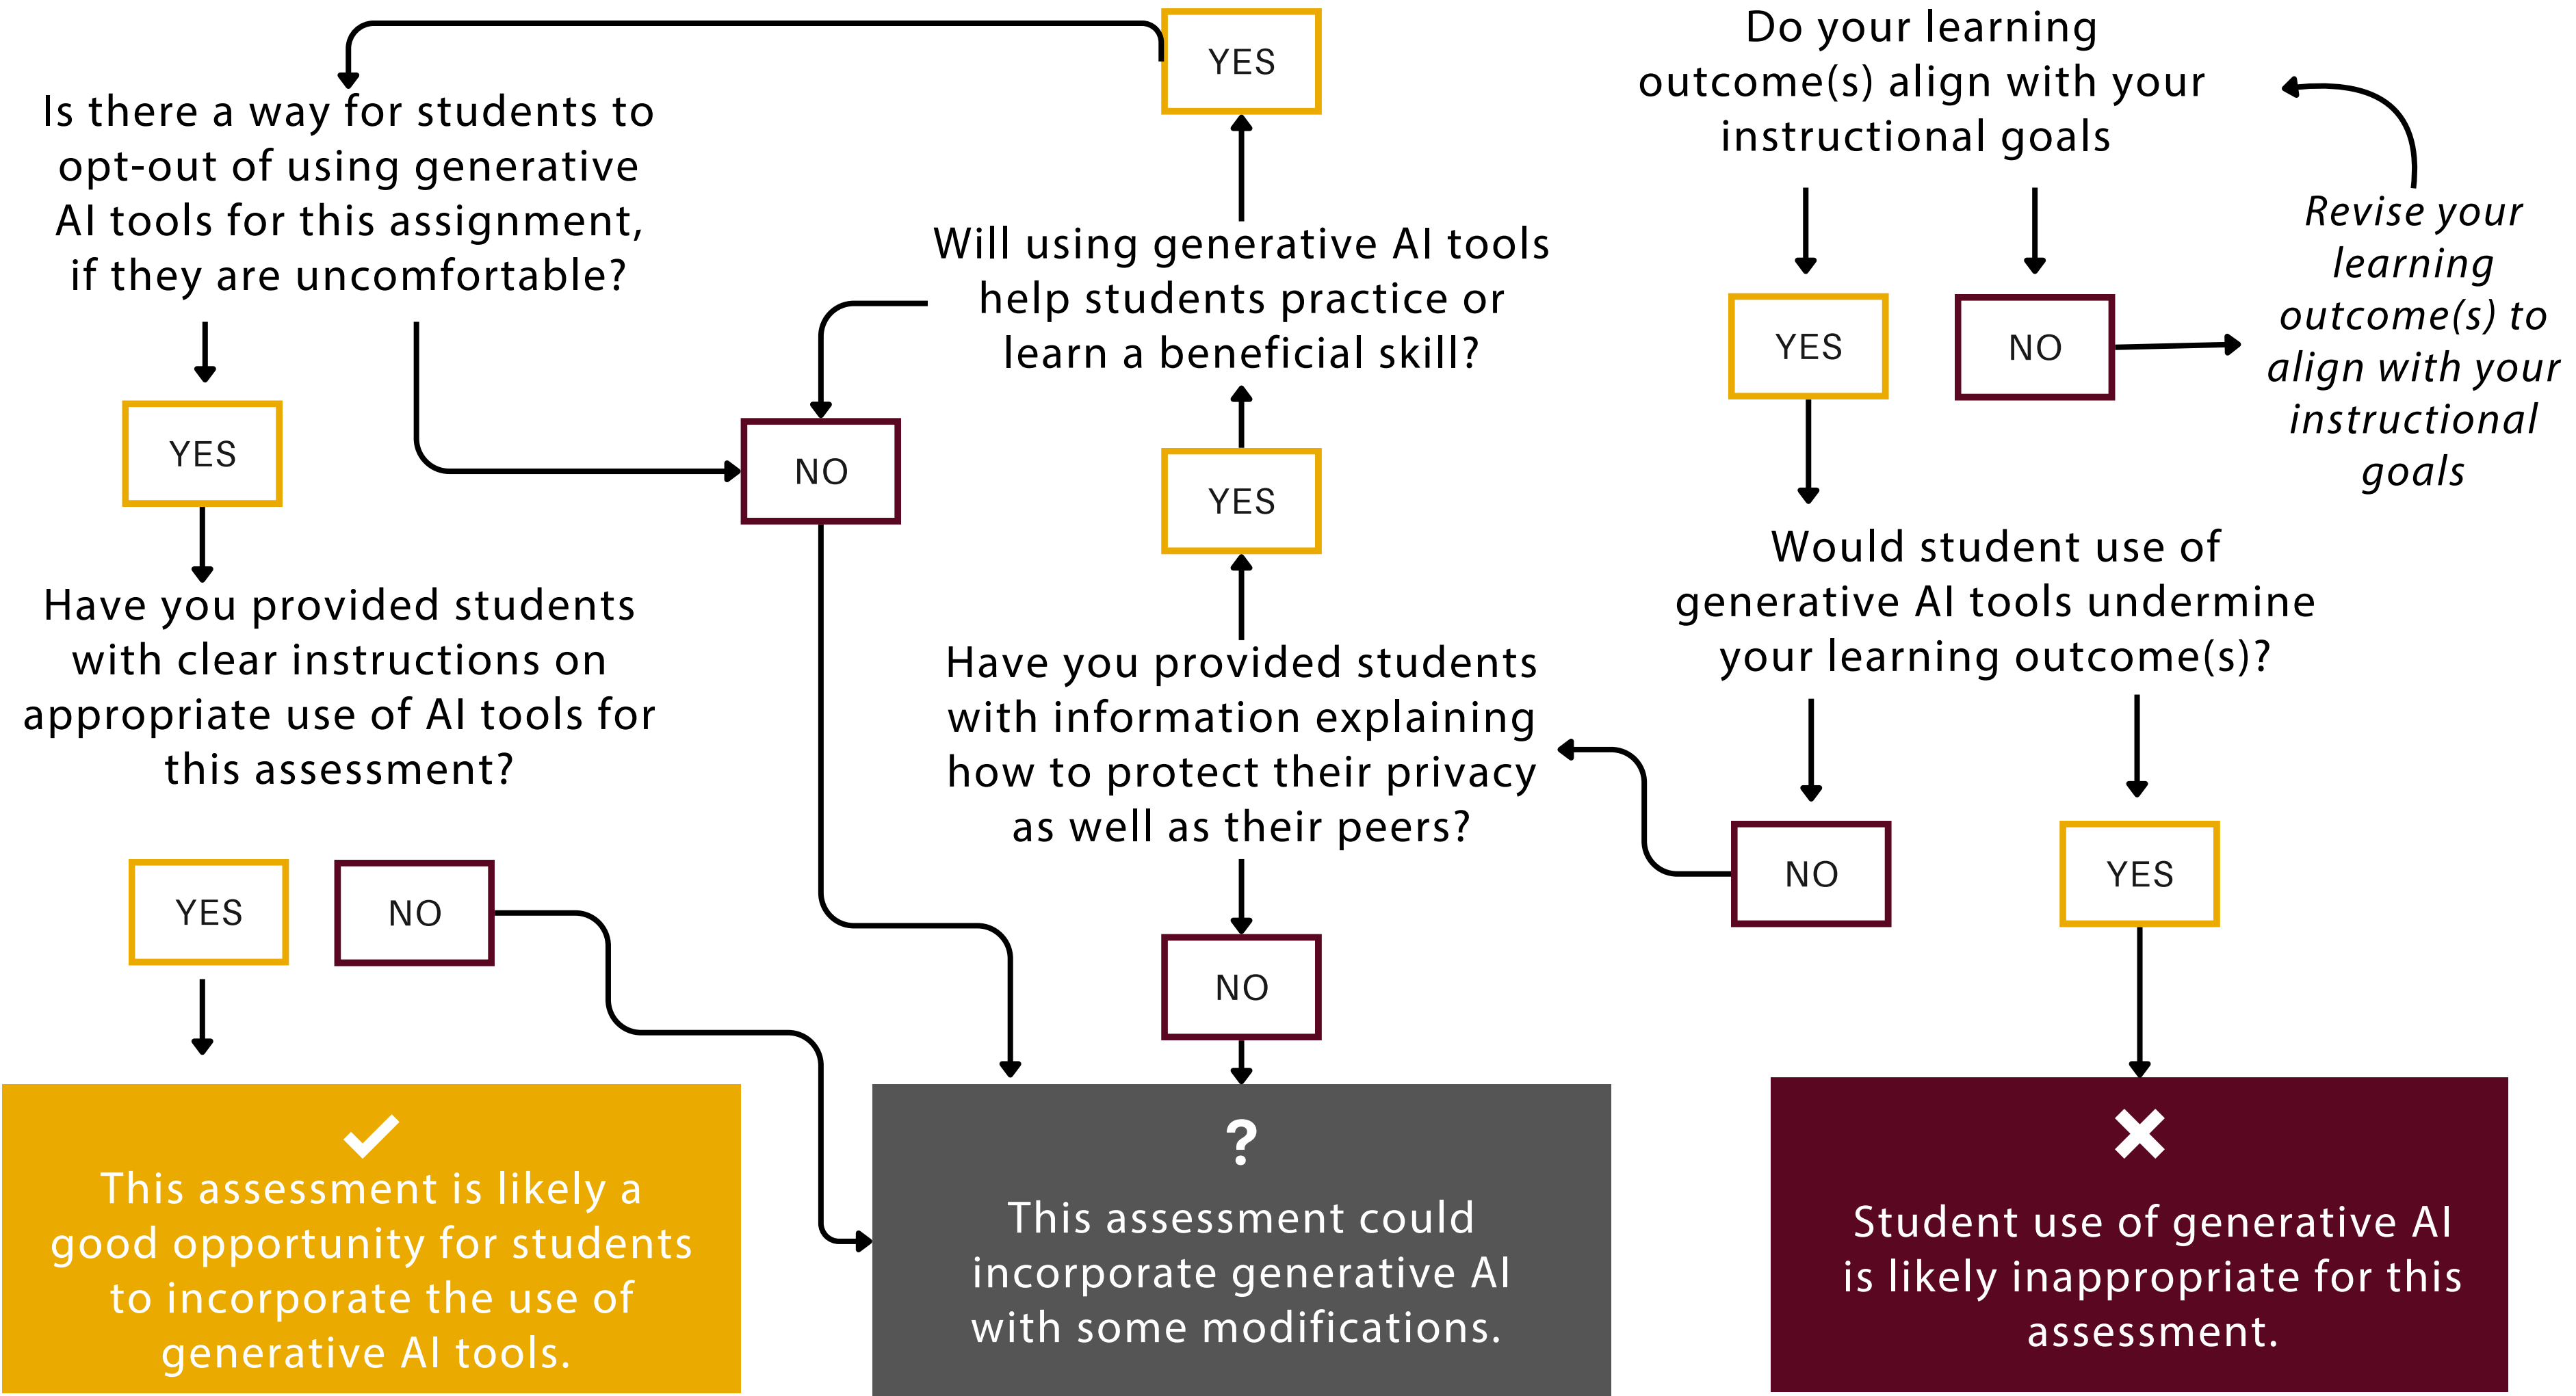 Do your learning
outcome(s) align with your
instructional goals
YES
NO
Revise your
learning
outcome(s) to
align with your
instructional
goals
Would student use of
generative AI tools undermine
your learning outcome(s)?
NO
YES
Student use of generative AI
is likely inappropriate for this
assessment.
Have you provided students
with information explaining
how to protect their privacy
as well as their peers?
YES
NO
Will using generative AI tools
help students practice or
learn a beneficial skill?
YES
NO
Is there a way for students to
opt-out of using generative
AI tools for this assignment,
if they are uncomfortable?
YES
Have you provided students
with clear instructions on
appropriate use of AI tools for
this assessment?
YES
NO
This assessment is likely a
good opportunity for students
to incorporate the use of
generative AI tools.
?
This assessment could
incorporate generative AI
with some modifications.